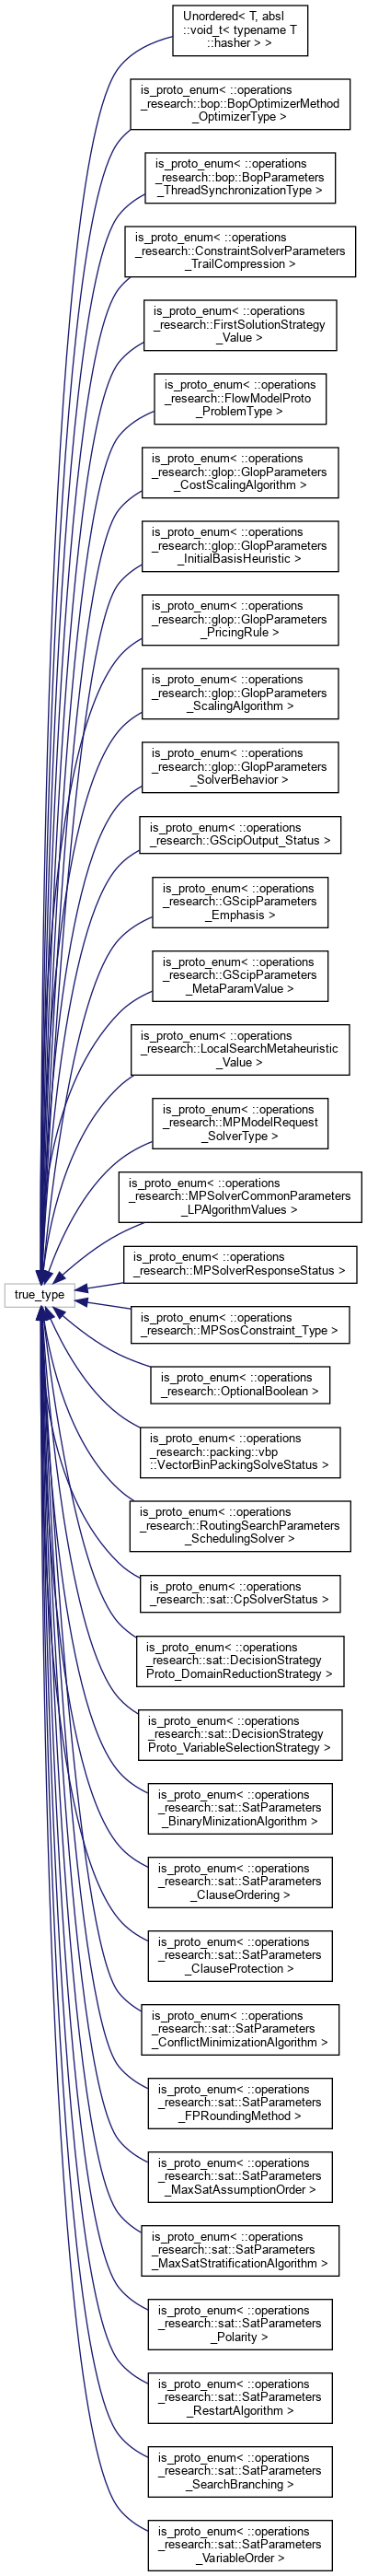 Unordered< T, absl
::void_t< typename T
::hasher > >
is_proto_enum< ::operations
_research::bop::BopOptimizerMethod
_OptimizerType >
is_proto_enum< ::operations
_research::bop::BopParameters
_ThreadSynchronizationType >
is_proto_enum< ::operations
_research::ConstraintSolverParameters
_TrailCompression >
is_proto_enum< ::operations
_research::FirstSolutionStrategy
_Value >
is_proto_enum< ::operations
_research::FlowModelProto
_ProblemType >
is_proto_enum< ::operations
_research::glop::GlopParameters
_CostScalingAlgorithm >
is_proto_enum< ::operations
_research::glop::GlopParameters
_InitialBasisHeuristic >
is_proto_enum< ::operations
_research::glop::GlopParameters
_PricingRule >
is_proto_enum< ::operations
_research::glop::GlopParameters
_ScalingAlgorithm >
is_proto_enum< ::operations
_research::glop::GlopParameters
_SolverBehavior >
is_proto_enum< ::operations
_research::GScipOutput_Status >
is_proto_enum< ::operations
_research::GScipParameters
_Emphasis >
is_proto_enum< ::operations
_research::GScipParameters
_MetaParamValue >
is_proto_enum< ::operations
_research::LocalSearchMetaheuristic
_Value >
is_proto_enum< ::operations
_research::MPModelRequest
_SolverType >
is_proto_enum< ::operations
_research::MPSolverCommonParameters
_LPAlgorithmValues >
is_proto_enum< ::operations
_research::MPSolverResponseStatus >
true_type
is_proto_enum< ::operations
_research::MPSosConstraint_Type >
is_proto_enum< ::operations
_research::OptionalBoolean >
is_proto_enum< ::operations
_research::packing::vbp
::VectorBinPackingSolveStatus >
is_proto_enum< ::operations
_research::RoutingSearchParameters
_SchedulingSolver >
is_proto_enum< ::operations
_research::sat::CpSolverStatus >
is_proto_enum< ::operations
_research::sat::DecisionStrategy
Proto_DomainReductionStrategy >
is_proto_enum< ::operations
_research::sat::DecisionStrategy
Proto_VariableSelectionStrategy >
is_proto_enum< ::operations
_research::sat::SatParameters
_BinaryMinizationAlgorithm >
is_proto_enum< ::operations
_research::sat::SatParameters
_ClauseOrdering >
is_proto_enum< ::operations
_research::sat::SatParameters
_ClauseProtection >
is_proto_enum< ::operations
_research::sat::SatParameters
_ConflictMinimizationAlgorithm >
is_proto_enum< ::operations
_research::sat::SatParameters
_FPRoundingMethod >
is_proto_enum< ::operations
_research::sat::SatParameters
_MaxSatAssumptionOrder >
is_proto_enum< ::operations
_research::sat::SatParameters
_MaxSatStratificationAlgorithm >
is_proto_enum< ::operations
_research::sat::SatParameters
_Polarity >
is_proto_enum< ::operations
_research::sat::SatParameters
_RestartAlgorithm >
is_proto_enum< ::operations
_research::sat::SatParameters
_SearchBranching >
is_proto_enum< ::operations
_research::sat::SatParameters
_VariableOrder >